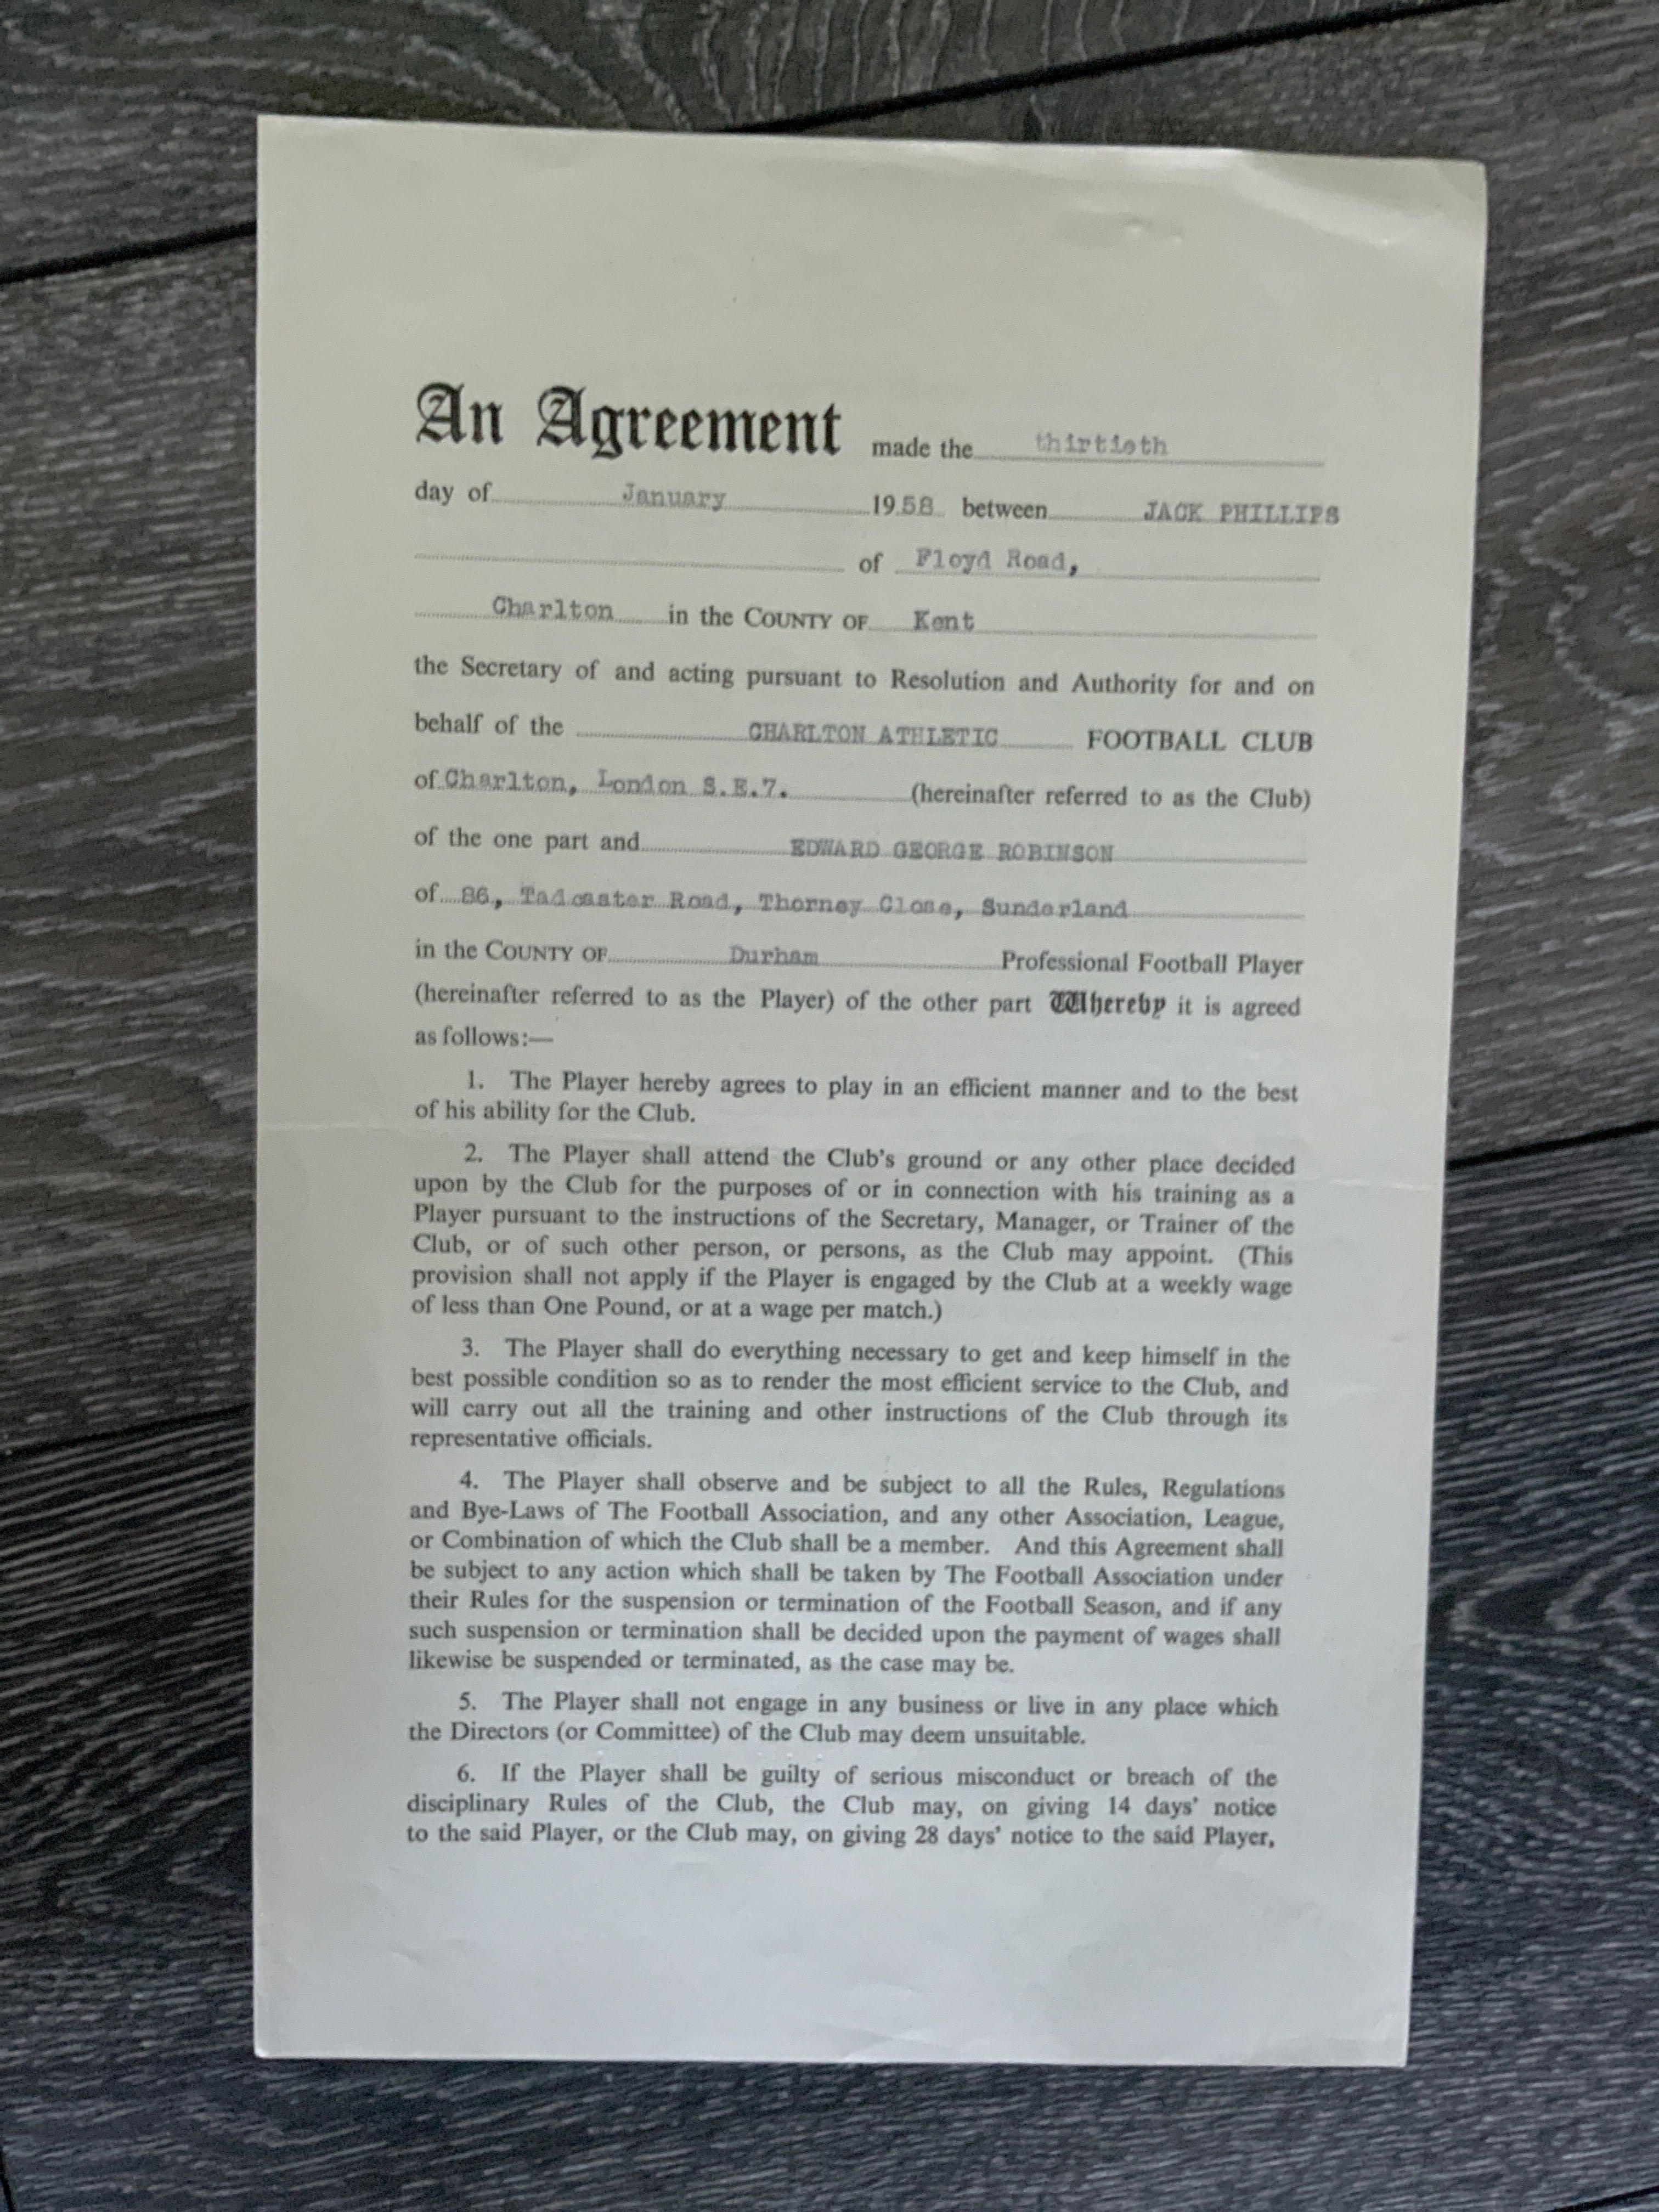 An Agreement made the thirtieth
day of January 1958 between JACK PHILLIPS
of Floyd Road,
Charlton in the COUNTY OF Kent
the Secretary of and acting pursuant to Resolution and Authority for and on
behalf of the CHARLTON ATHLETIC FOOTBALL CLUB
of Charlton, London S.E.7. (hereinafter referred to as the Club)
of the one part and EDWARD GEORGE ROBINSON
of 86, Tadcaster Road, Thorney Close, Sunderland
in the COUNTY OF Durham Professional Football Player
(hereinafter referred to as the Player) of the other part Whereby it is agreed
as follows:—
1. The Player hereby agrees to play in an efficient manner and to the best
of his ability for the Club.
2. The Player shall attend the Club's ground or any other place decided
upon by the Club for the purposes of or in connection with his training as a
Player pursuant to the instructions of the Secretary, Manager, or Trainer of the
Club, or of such other person, or persons, as the Club may appoint. (This
provision shall not apply if the Player is engaged by the Club at a weekly wage
of less than One Pound, or at a wage per match.)
3. The Player shall do everything necessary to get and keep himself in the
best possible condition so as to render the most efficient service to the Club, and
will carry out all the training and other instructions of the Club through its
representative officials.
4. The Player shall observe and be subject to all the Rules, Regulations
and Bye-Laws of The Football Association, and any other Association, League,
or Combination of which the Club shall be a member. And this Agreement shall
be subject to any action which shall be taken by The Football Association under
their Rules for the suspension or termination of the Football Season, and if any
such suspension or termination shall be decided upon the payment of wages shall
likewise be suspended or terminated, as the case may be.
5. The Player shall not engage in any business or live in any place which
the Directors (or Committee) of the Club may deem unsuitable.
6. If the Player shall be guilty of serious misconduct or breach of the
disciplinary Rules of the Club, the Club may, on giving 14 days' notice
to the said Player, or the Club may, on giving 28 days' notice to the said Player,